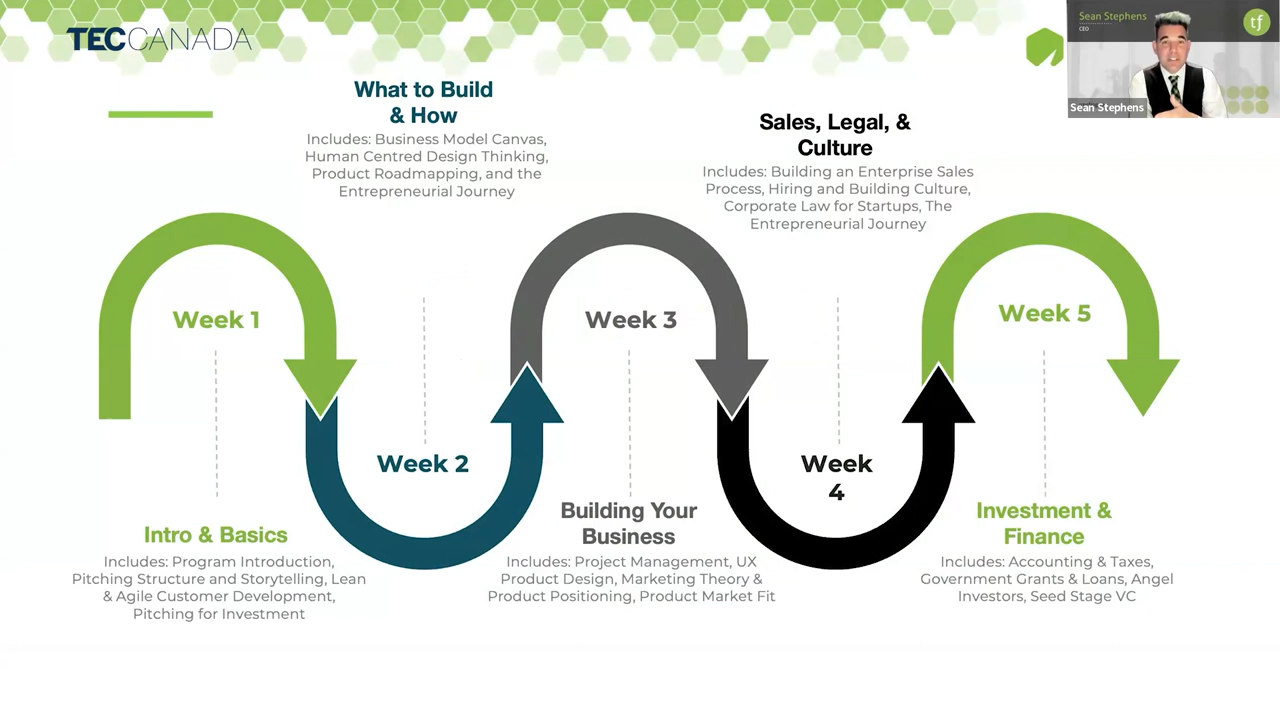 TECCANADA
Sean Stephens
CEO
tf
Sean Stephens
What to Build
& How
Includes: Business Model Canvas,
Human Centred Design Thinking,
Product Roadmapping, and the
Entrepreneurial Journey
Sales, Legal, &
Culture
Includes: Building an Enterprise Sales
Process, Hiring and Building Culture,
Corporate Law for Startups, The
Entrepreneurial Journey
Week 1
Week 2
Week 3
Week
4
Week 5
Intro & Basics
Includes: Program Introduction,
Pitching Structure and Storytelling, Lean
& Agile Customer Development,
Pitching for Investment
Building Your
Business
Includes: Project Management, UX
Product Design, Marketing Theory &
Product Positioning, Product Market Fit
Investment &
Finance
Includes: Accounting & Taxes,
Government Grants & Loans, Angel
Investors, Seed Stage VC